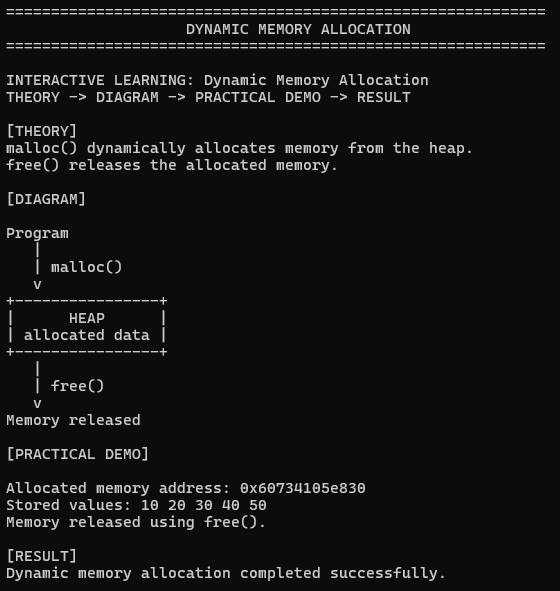 ============================================================
DYNAMIC MEMORY ALLOCATION
============================================================
INTERACTIVE LEARNING: Dynamic Memory Allocation
THEORY -> DIAGRAM -> PRACTICAL DEMO -> RESULT
[THEORY]
malloc() dynamically allocates memory from the heap.
free() releases the allocated memory.
[DIAGRAM]
Program
   |
   | malloc()
   v
+----------------+
|      HEAP      |
| allocated data |
+----------------+
   |
   | free()
   v
Memory released
[PRACTICAL DEMO]
Allocated memory address: 0x60734105e830
Stored values: 10 20 30 40 50
Memory released using free().
[RESULT]
Dynamic memory allocation completed successfully.